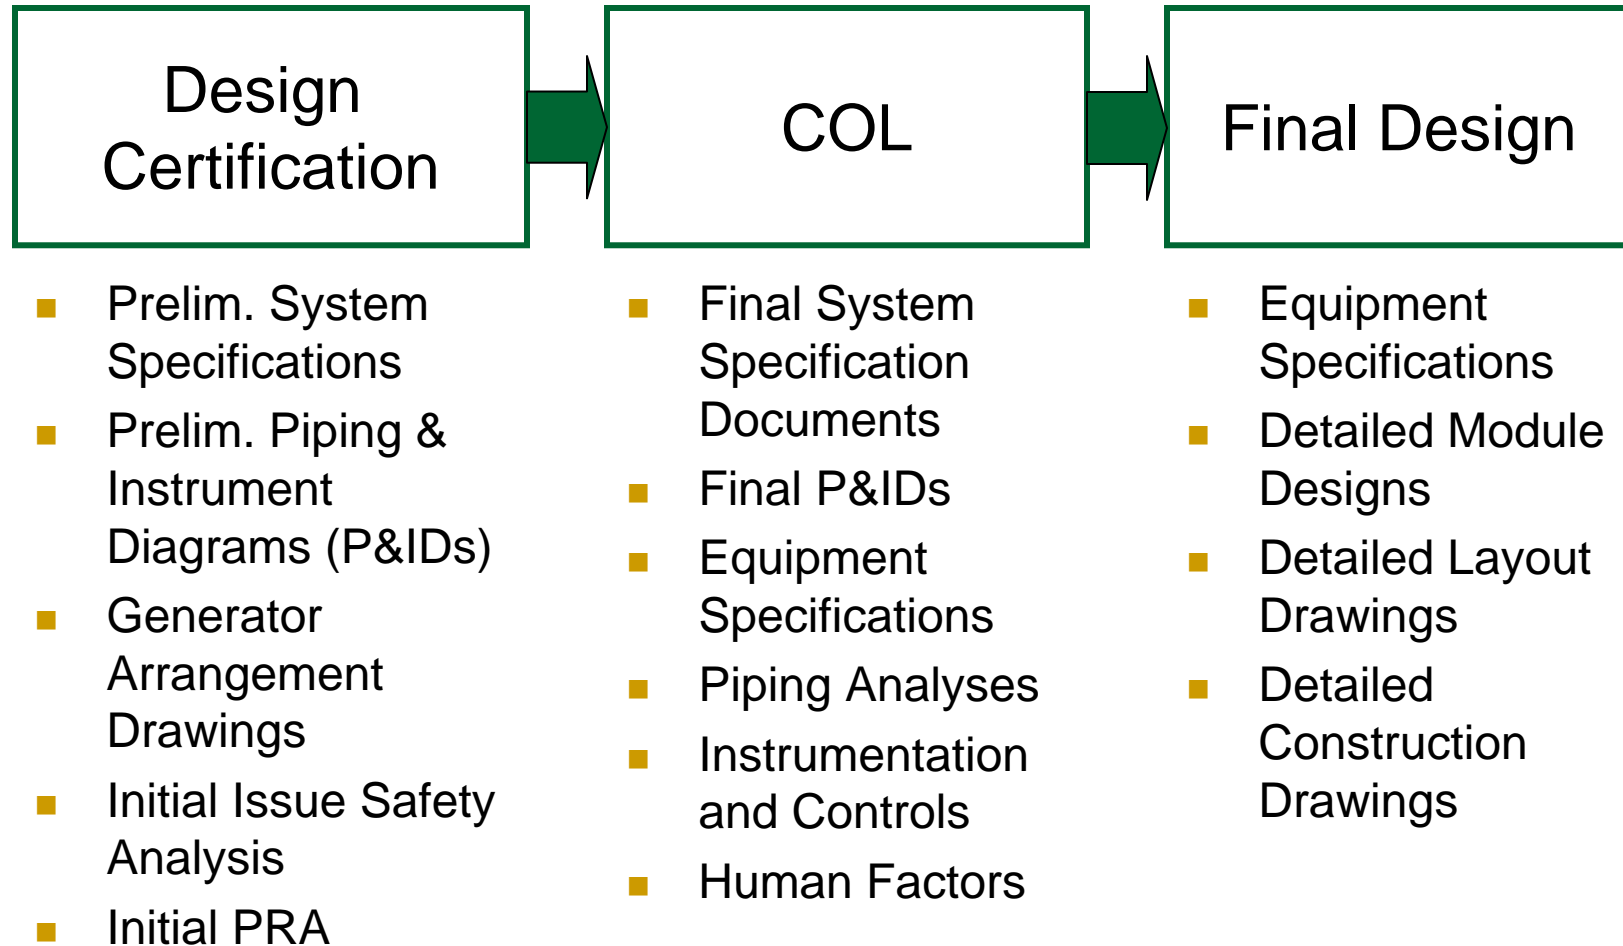 Design
Certification
COL
Final Design
Prelim. System
Specifications
Prelim. Piping &
Instrument
Diagrams (P&IDs)
Generator
Arrangement
Drawings
Initial Issue Safety
Analysis
Initial PRA
Final System
Specification
Documents
Final P&IDs
Equipment
Specifications
Piping Analyses
Instrumentation
and Controls
Human Factors
Equipment
Specifications
Detailed Module
Designs
Detailed Layout
Drawings
Detailed
Construction
Drawings